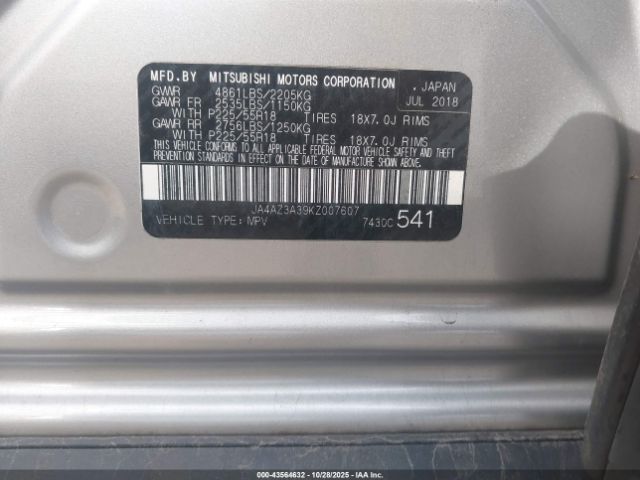 MFD.BY MITSUBISHI MOTORS CORPORATION . JAPAN
GVWR 4861LBS/2205KG JUL 2018
GAWR FR 2535LBS/1150KG
WITH P225/55R18 TIRES 18X7.0J RIMS
GAWR RR 2756LBS/1250KG
WITH P225/55R18 TIRES 18X7.0J RIMS
THIS VEHICLE CONFORMS TO ALL APPLICABLE FEDERAL MOTOR VEHICLE SAFETY AND THEFT
PREVENTION STANDARDS IN EFFECT ON THE DATE OF MANUFACTURE SHOWN ABOVE.
JA4AZ3A39KZ007607
VEHICLE TYPE: MPV 7430C 541
000-43564632 | 10/28/2025 | © IAA Holdings, LLC